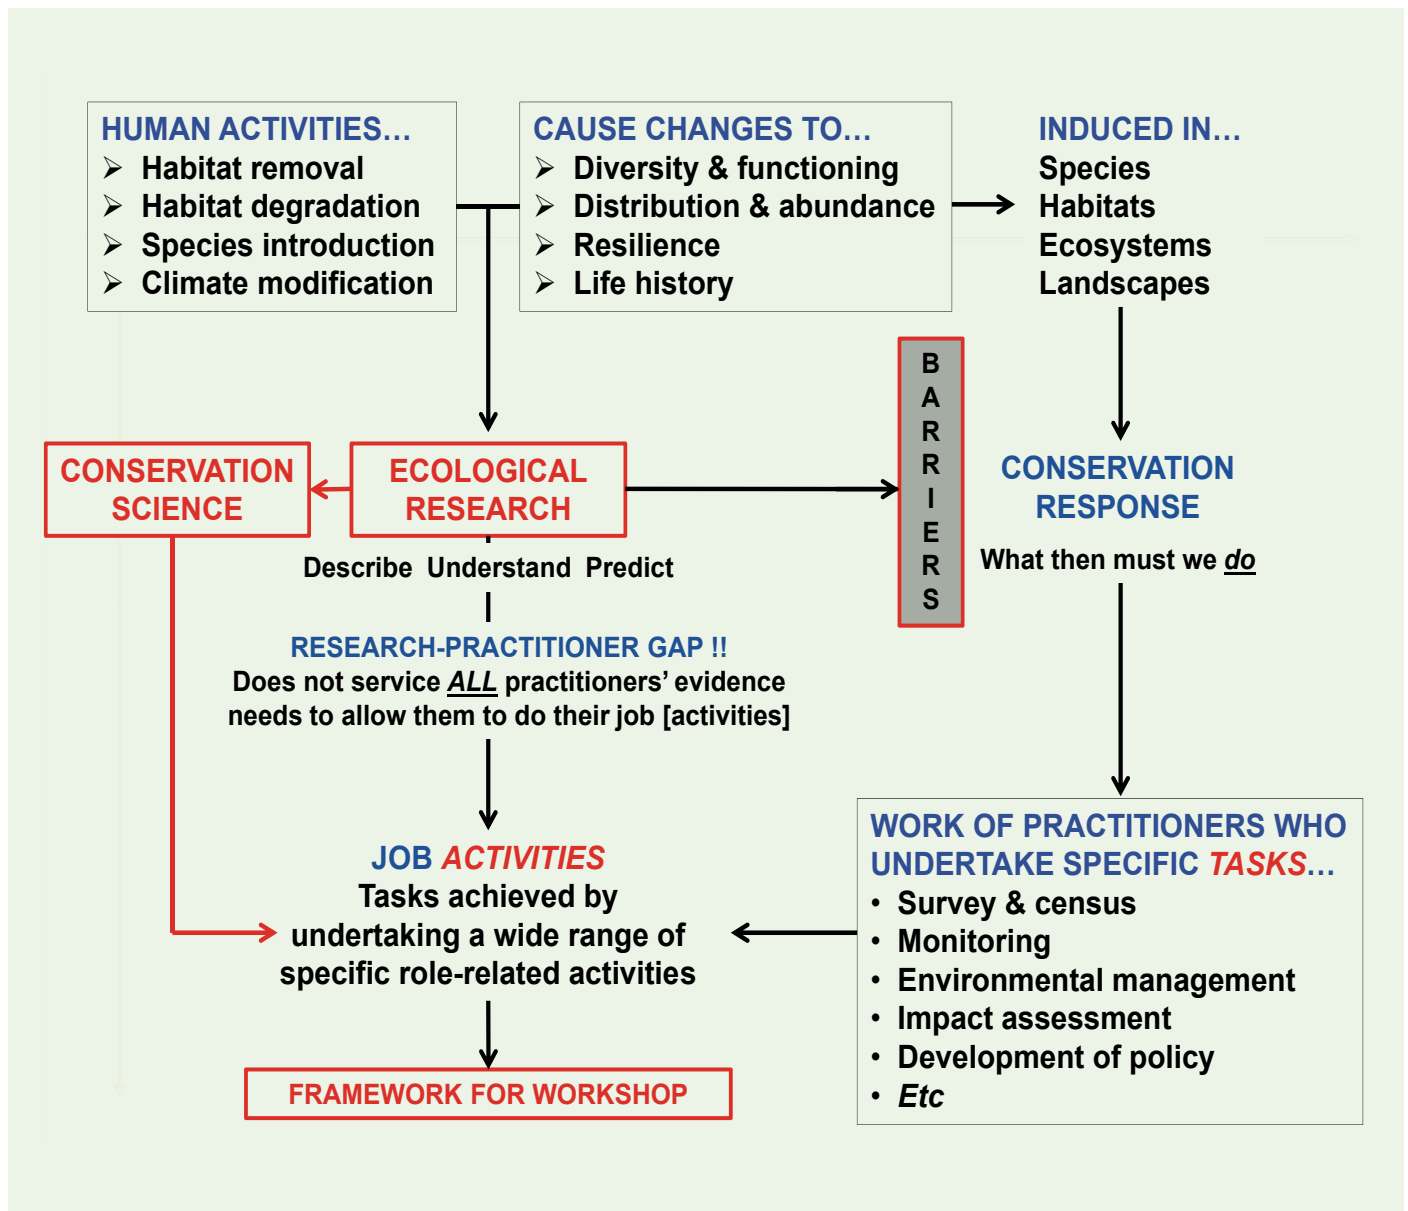 HUMAN ACTIVITIES…
➢ Habitat removal
➢ Habitat degradation
➢ Species introduction
➢ Climate modification
CAUSE CHANGES TO…
➢ Diversity & functioning
➢ Distribution & abundance
➢ Resilience
➢ Life history
INDUCED IN…
Species
Habitats
Ecosystems
Landscapes
BARRIERS
CONSERVATION
SCIENCE
ECOLOGICAL
RESEARCH
CONSERVATION
RESPONSE
What then must we do
Describe Understand Predict
RESEARCH-PRACTITIONER GAP !!
Does not service ALL practitioners’ evidence
needs to allow them to do their job [activities]
JOB ACTIVITIES
Tasks achieved by
undertaking a wide range of
specific role-related activities
WORK OF PRACTITIONERS WHO
UNDERTAKE SPECIFIC TASKS…
• Survey & census
• Monitoring
• Environmental management
• Impact assessment
• Development of policy
• Etc
FRAMEWORK FOR WORKSHOP